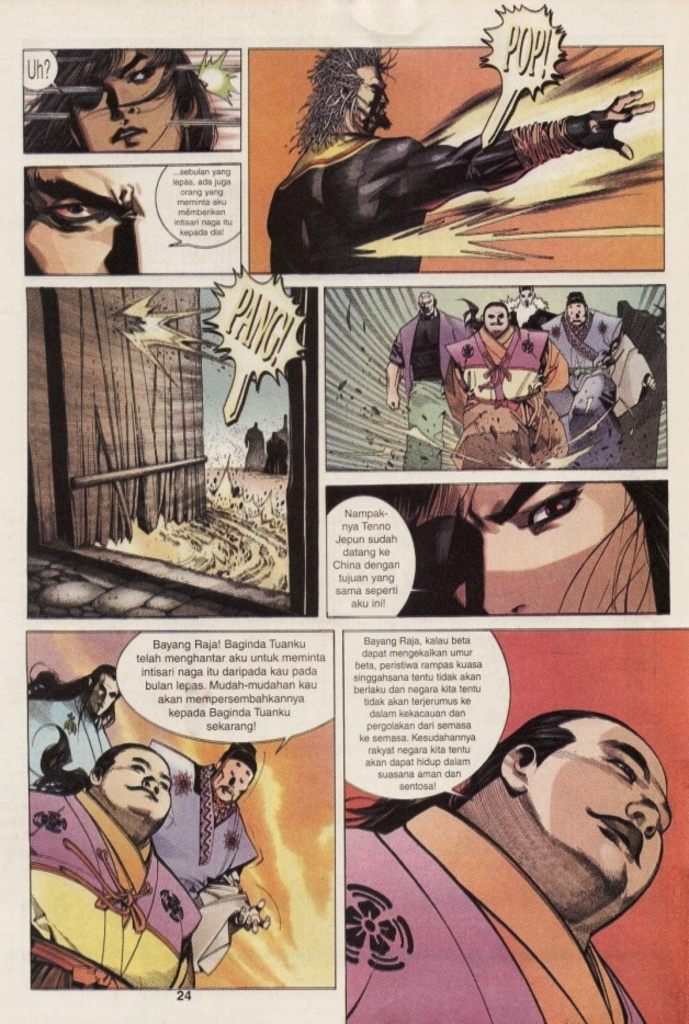 Uh?
POP!
...sebulan yang
lepas, ada juga
orang yang
meminta aku
memberikan
intisari naga itu
kepada dia!
PANG!
Nampak-
nya Tenno
Jepun sudah
datang ke
China dengan
tujuan yang
sama seperti
aku ini!
Bayang Raja! Baginda Tuanku
telah menghantar aku untuk meminta
intisari naga itu daripada kau pada
bulan lepas. Mudah-mudahan kau
akan mempersembahkannya
kepada Baginda Tuanku
sekarang!
Bayang Raja, kalau beta
dapat mengekalkan umur
beta, peristiwa rampas kuasa
singgahsana tentu tidak akan
berlaku dan negara kita tentu
tidak akan terjerumus ke
dalam kekacauan dan
pergolakan dari semasa
ke semasa. Kesudahannya
rakyat negara kita tentu
akan dapat hidup dalam
suasana aman dan
sentosa!
24